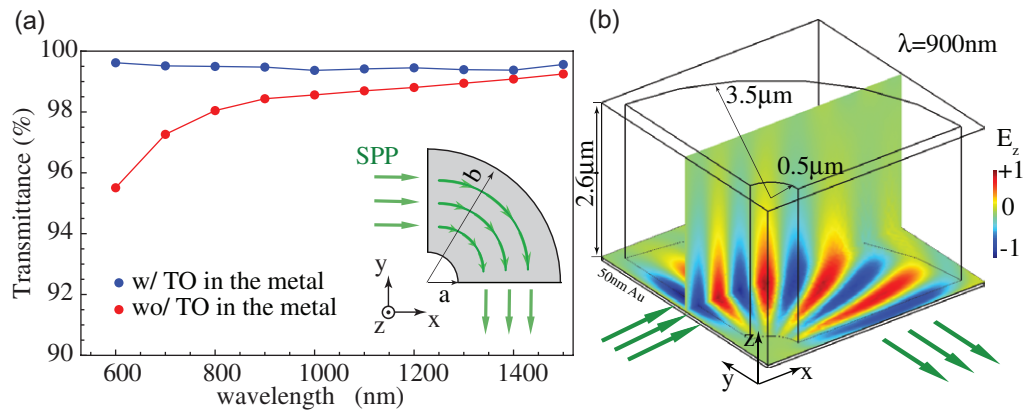 (a)
100
98
96
94
92
90
Transmittance (%)
SPP
b
a
y
z
x
w/ TO in the metal
wo/ TO in the metal
600
800
1000
1200
1400
wavelength (nm)
(b)
λ=900nm
3.5μm
0.5μm
2.6μm
50nm Au
E_z
+1
0
-1
z
y
x